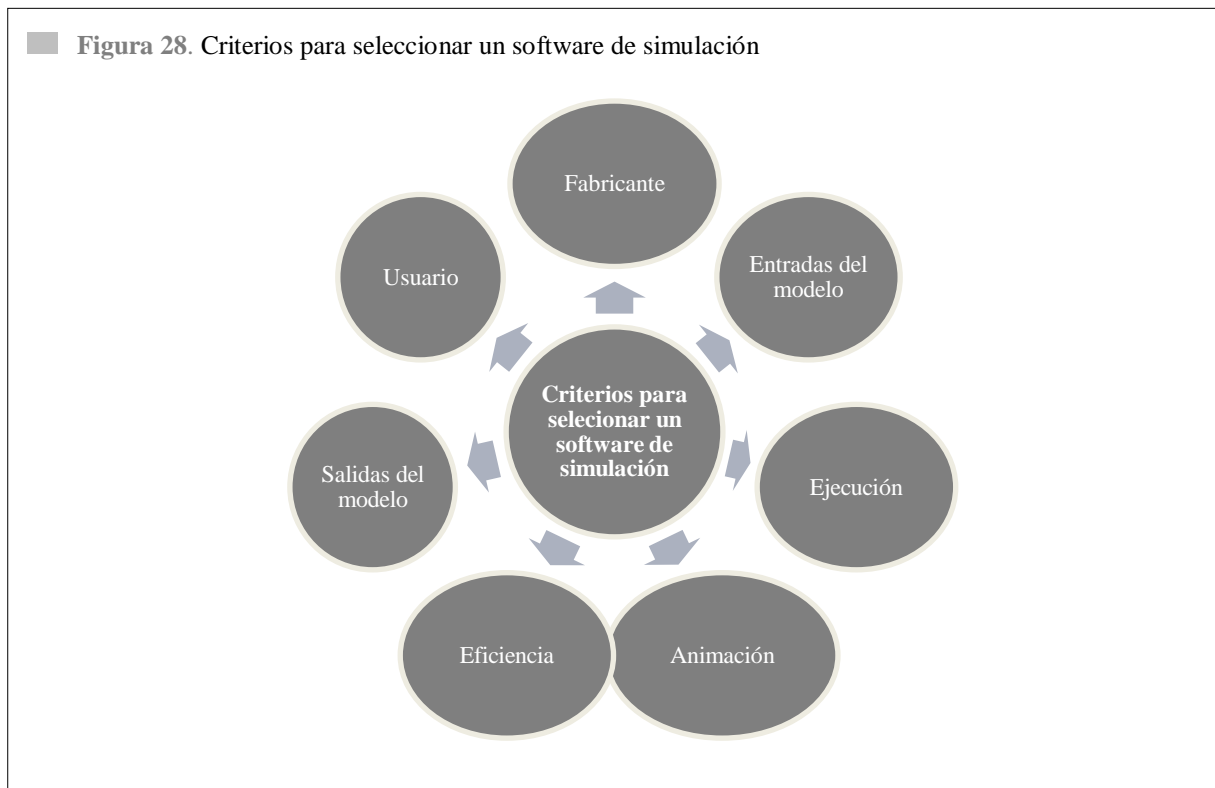 Figura 28. Criterios para seleccionar un software de simulación
Fabricante
Entradas del
modelo
Ejecución
Animación
Eficiencia
Salidas del
modelo
Usuario
Criterios para
selecionar un
software de
simulación